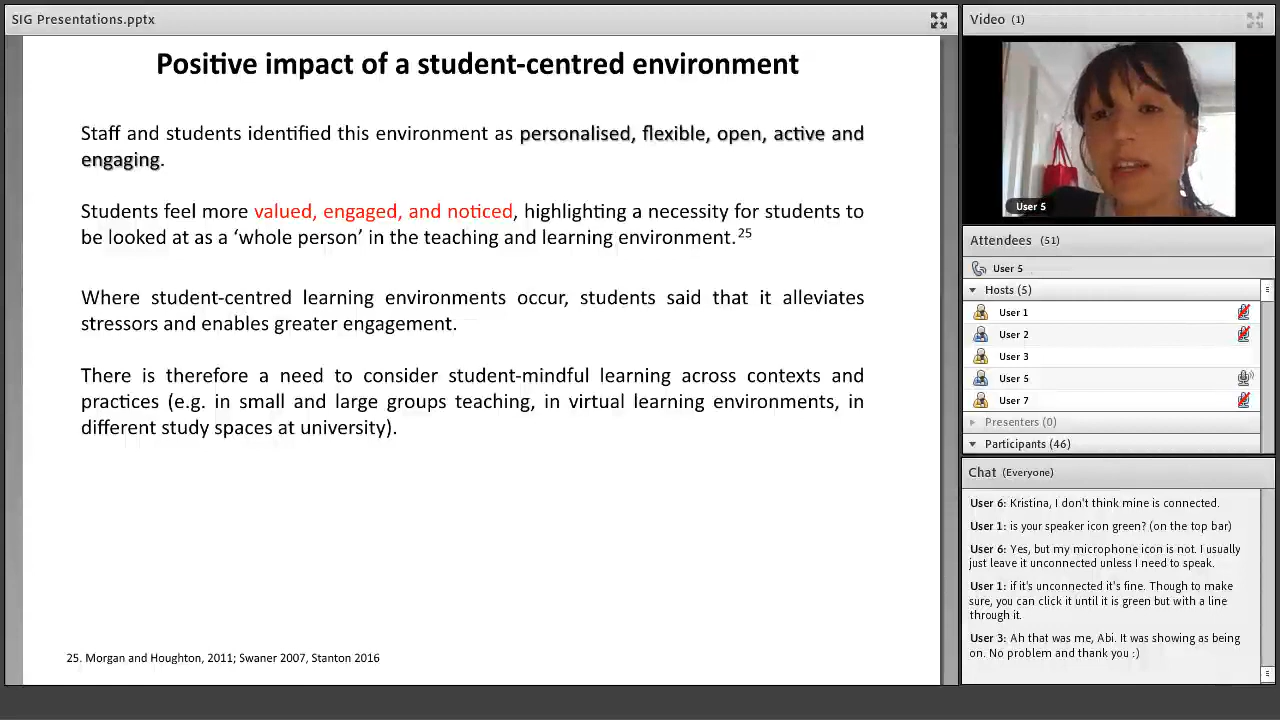 SIG Presentations.pptx
Positive impact of a student-centred environment
Staff and students identified this environment as personalised, flexible, open, active and
engaging.
Students feel more valued, engaged, and noticed, highlighting a necessity for students to
be looked at as a ‘whole person’ in the teaching and learning environment.25
Where student-centred learning environments occur, students said that it alleviates
stressors and enables greater engagement.
There is therefore a need to consider student-mindful learning across contexts and
practices (e.g. in small and large groups teaching, in virtual learning environments, in
different study spaces at university).
25. Morgan and Houghton, 2011; Swaner 2007, Stanton 2016
Video (1)
User 5
Attendees (51)
User 5
Hosts (5)
User 1
User 2
User 3
User 5
User 7
Presenters (0)
Participants (46)
Chat (Everyone)
User 6: Kristina, I don't think mine is connected.
User 1: is your speaker icon green? (on the top bar)
User 6: Yes, but my microphone icon is not. I usually
just leave it unconnected unless I need to speak.
User 1: if it's unconnected it's fine. Though to make
sure, you can click it until it is green but with a line
through it.
User 3: Ah that was me, Abi. It was showing as being
on. No problem and thank you :)